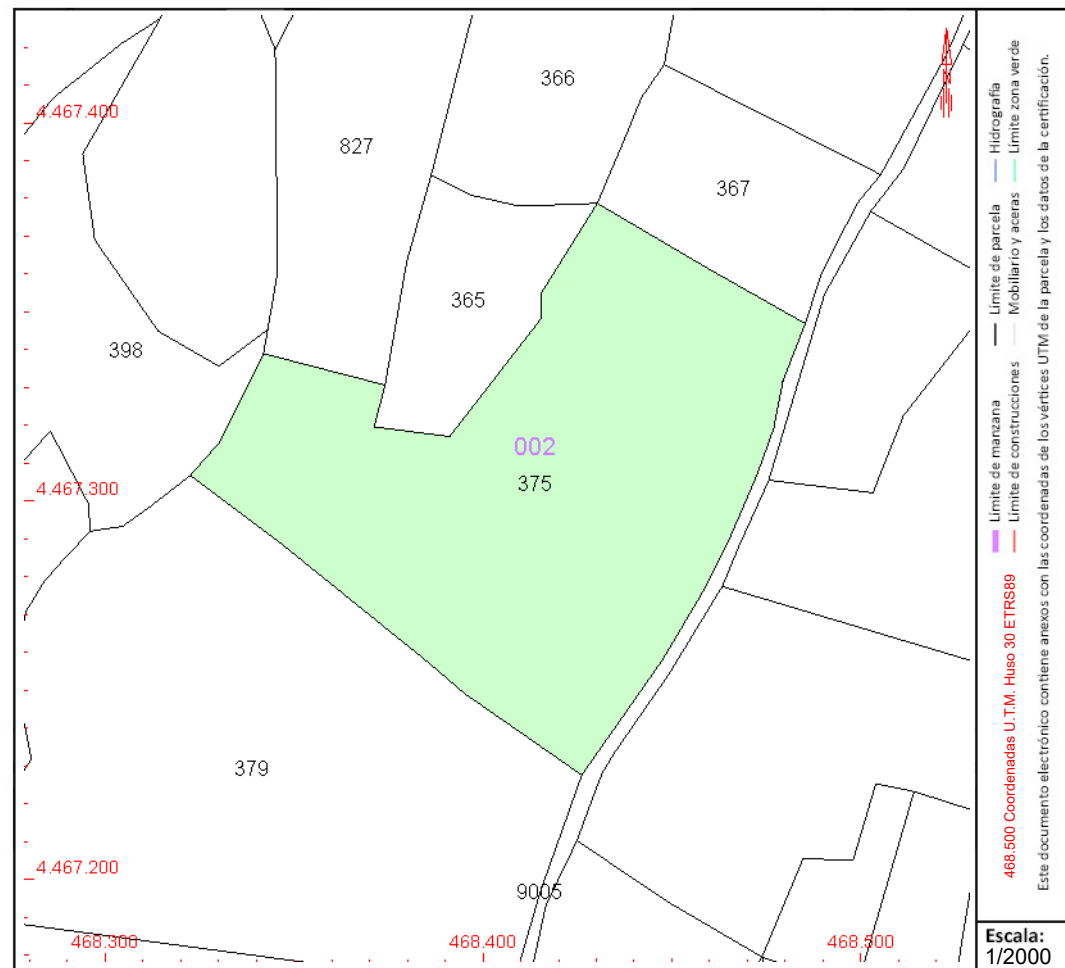 366
4.467.400
827
367
365
398
002
375
4.467.300
379
4.467.200
9005
468.300
468.400
468.500
Límite de manzana
Límite de parcela
Hidrografía
Límite de construcciones
Mobiliario y aceras
Límite zona verde
468.500 Coordenadas U.T.M. Huso 30 ETRS89
Este documento electrónico contiene anexos con las coordenadas de los vértices UTM de la parcela y los datos de la certificación.
Escala:
1/2000